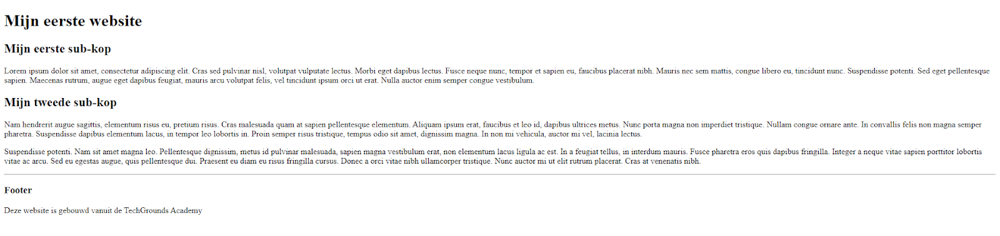 Mijn eerste website
Mijn eerste sub-kop
Lorem ipsum dolor sit amet, consectetur adipiscing elit. Cras sed pulvinar nisl, volutpat vulputate lectus. Morbi eget dapibus lectus. Fusce neque nunc, tempor et sapien eu, faucibus placerat nibh. Mauris nec sem mattis, congue libero eu, tincidunt nunc. Suspendisse potenti. Sed eget pellentesque
sapien. Maecenas rutrum, augue eget dapibus feugiat, mauris arcu volutpat felis, vel tincidunt ipsum orci ut erat. Nulla auctor enim semper congue vestibulum.
Mijn tweede sub-kop
Nam hendrerit augue sagittis, elementum risus eu, pretium risus. Cras malesuada quam at sapien pellentesque elementum. Aliquam ipsum erat, faucibus et leo id, dapibus ultrices metus. Nunc porta magna non imperdiet tristique. Nullam congue ornare ante. In convallis felis non magna semper
pharetra. Suspendisse dapibus elementum lacus, in tempor leo lobortis in. Proin semper risus tristique, tempus odio sit amet, dignissim magna. In non mi vehicula, auctor mi vel, lacinia lectus.
Suspendisse potenti. Nam sit amet magna leo. Pellentesque dignissim, metus id pulvinar malesuada, sapien magna vestibulum erat, non elementum lacus ligula ac est. In a feugiat tellus, in interdum mauris. Fusce pharetra eros quis dapibus fringilla. Integer a neque vitae sapien porttitor lobortis
vitae ac arcu. Sed eu egestas augue, quis pellentesque dui. Praesent eu diam eu risus fringilla cursus. Donec a orci vitae nibh ullamcorper tristique. Nunc auctor mi ut elit rutrum placerat. Cras at venenatis nibh.
Footer
Deze website is gebouwd vanuit de TechGrounds Academy